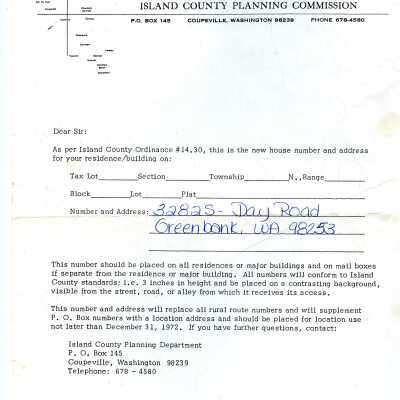 ISLAND COUNTY PLANNING COMMISSION
P.O. BOX 145 COUPEVILLE, WASHINGTON 98239 PHONE 678-4580
Dear Sir:
As per Island County Ordinance #14.30, this is the new house number and address
for your residence/building on:
Tax Lot Section Township N.,Range
Block Lot Plat
Number and Address: 3282 S- Day Road
Greenbank, WA 98253
This number should be placed on all residences or major buildings and on mail boxes
if separate from the residence or major building. All numbers will conform to Island
County standards: i.e. 3 inches in height and be placed on a contrasting background,
visible from the street, road, or alley from which it receives its access.
This number and address will replace all rural route numbers and will supplement
P. O. Box numbers with a location address and should be placed for location use
not later than December 31, 1972. If you have further questions, contact:
Island County Planning Department
P. O. Box 145
Coupeville, Washington 98239
Telephone: 678 - 4580